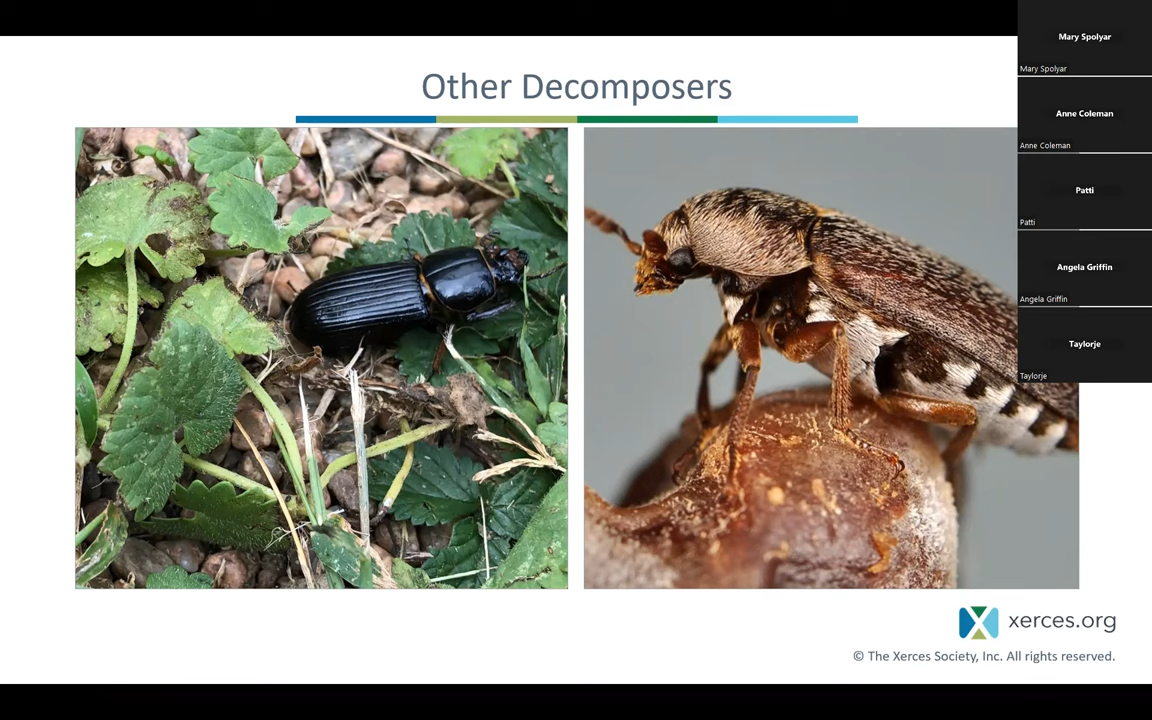 Other Decomposers
Mary Spolyar
Mary Spolyar
Anne Coleman
Anne Coleman
Patti
Patti
Angela Griffin
Angela Griffin
Taylorje
Taylorje
xerces.org
© The Xerces Society, Inc. All rights reserved.